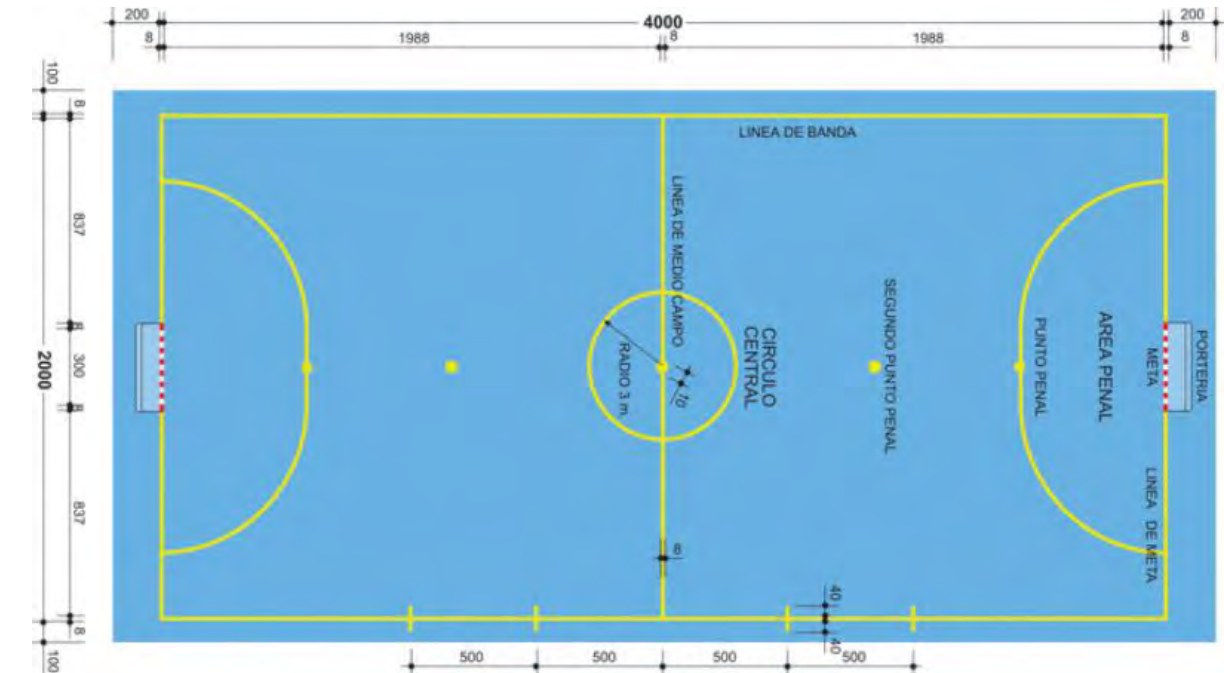 200
4000
200
8
1988
8
1988
8
100
8
837
8
300
8
837
8
100
2000
LINEA DE BANDA
LINEA DE MEDIO CAMPO
CIRCULO
CENTRAL
RADIO 3 m.
10
SEGUNDO PUNTO PENAL
PUNTO PENAL
AREA PENAL
META
PORTERIA
LINEA DE META
8
40
40
500
500
500
500